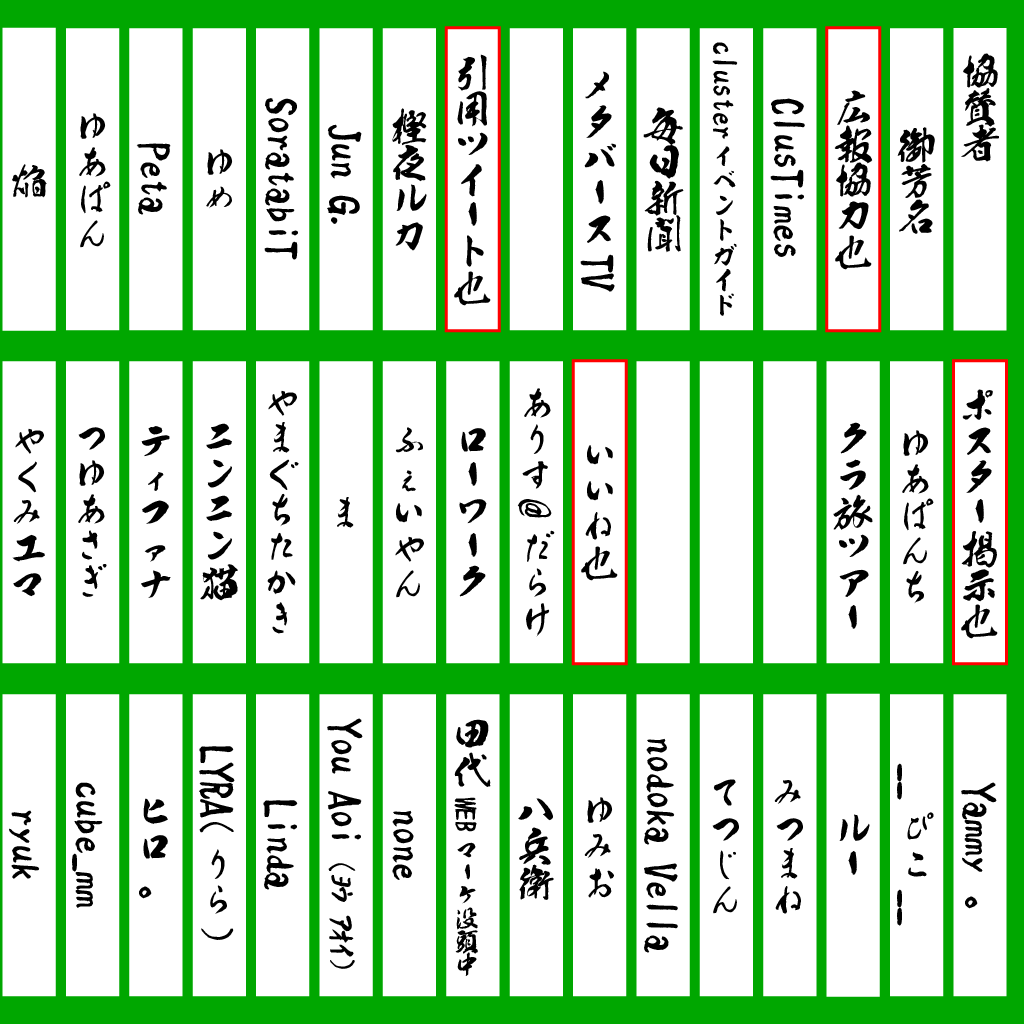 協賛者
御芳名
広報協力也
ClusTimes
clusterイベントガイド
毎日新聞
メタバースTV
引用ツイート也
樫夜ルカ
Jun G.
SoratabiT
ゆめ
Peta
ゆあぱん
焔
ポスター掲示也
ゆあぱんち
クラ旅ツアー
いいね也
ありす@だらけ
ローワーク
ふぇいやん
ま
やまぐちたかき
ニンニン猫
ティファナ
つゆあさぎ
やくみエマ
Yammy。
--ぴこ--
ルー
みつまね
てつじん
nodoka Vella
ゆみお
八兵衛
田代WEBマーケ没頭中
none
You Aoi (ヨウ アオイ)
Linda
LYRA(りら)
ヒロ。
cube_mm
ryuk